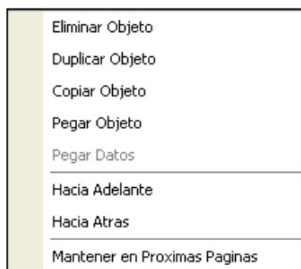 Eliminar Objeto
Duplicar Objeto
Copiar Objeto
Pegar Objeto
Pegar Datos
Hacia Adelante
Hacia Atras
Mantener en Proximas Paginas